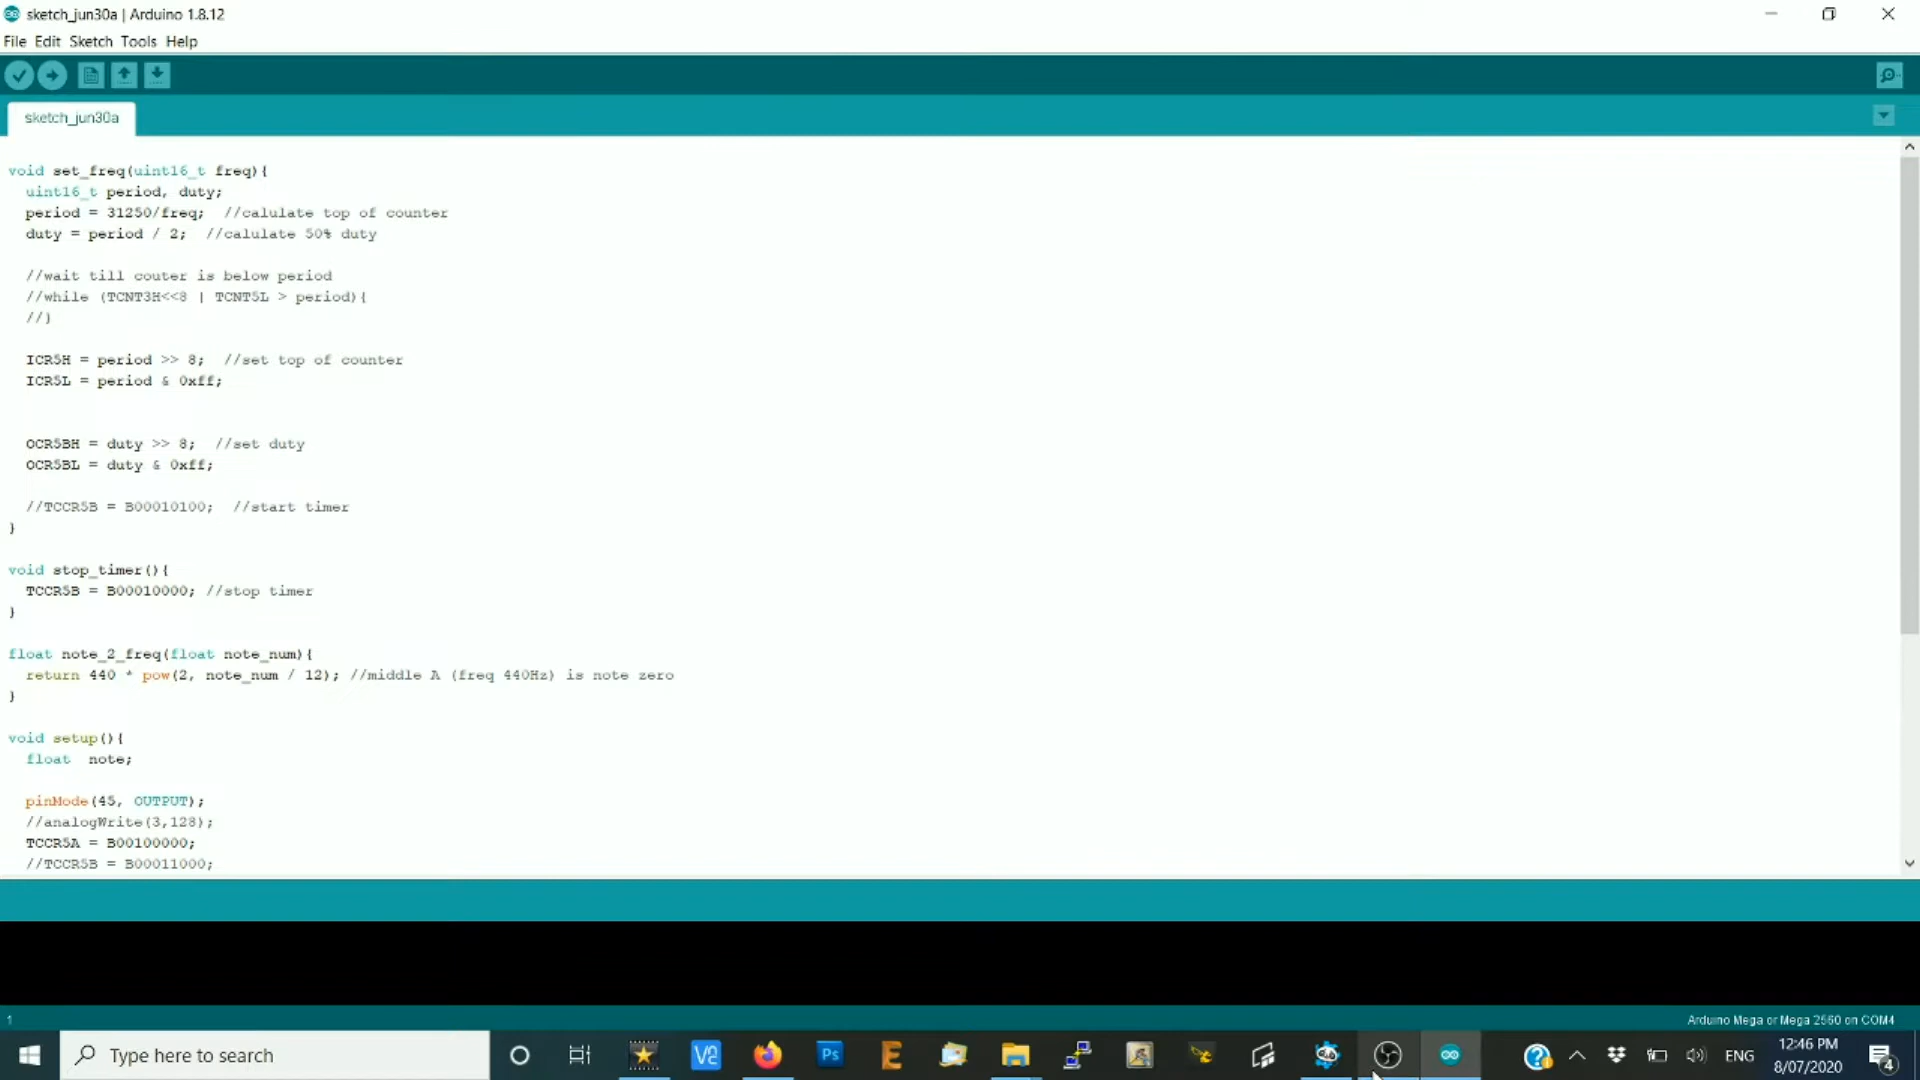 sketch_jun30a | Arduino 1.8.12
File Edit Sketch Tools Help
sketch_jun30a
void set_freq(uint16_t freq){
uint16_t period, duty;
period = 31250/freq; //calulate top of counter
duty = period / 2; //calulate 50% duty
//wait till couter is below period
//while (TCNT3H<<8 | TCNT5L > period){
//}
ICR5H = period >> 8; //set top of counter
ICR5L = period & 0xff;
OCR5BH = duty >> 8; //set duty
OCR5BL = duty & 0xff;
//TCCR5B = B00010100; //start timer
}
void stop_timer(){
TCCR5B = B00010000; //stop timer
}
float note_2_freq(float note_num){
return 440 * pow(2, note_num / 12); //middle A (freq 440Hz) is note zero
}
void setup(){
float note;
pinMode(45, OUTPUT);
//analogWrite(3,128);
TCCR5A = B00100000;
//TCCR5B = B00011000;
1
Arduino Mega or Mega 2560 on COM4
Type here to search
V2
Ps
E
ENG
12:46 PM
8/07/2020
4